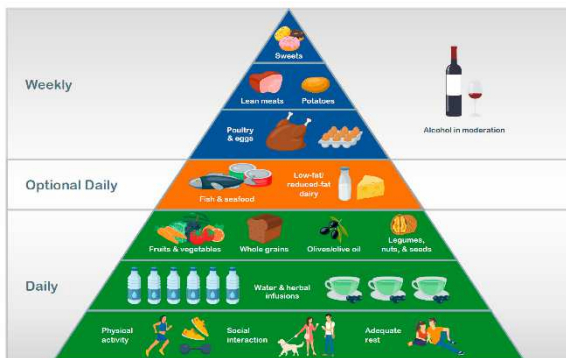 Sweets
Weekly
Lean meats
Potatoes
Poultry
& eggs
Alcohol in moderation
Optional Daily
Fish & seafood
Low-fat/
reduced-fat
dairy
Fruits & vegetables
Whole grains
Olives/olive oil
Legumes,
nuts, & seeds
Daily
Water & herbal
infusions
Physical
activity
Social
interaction
Adequate
rest